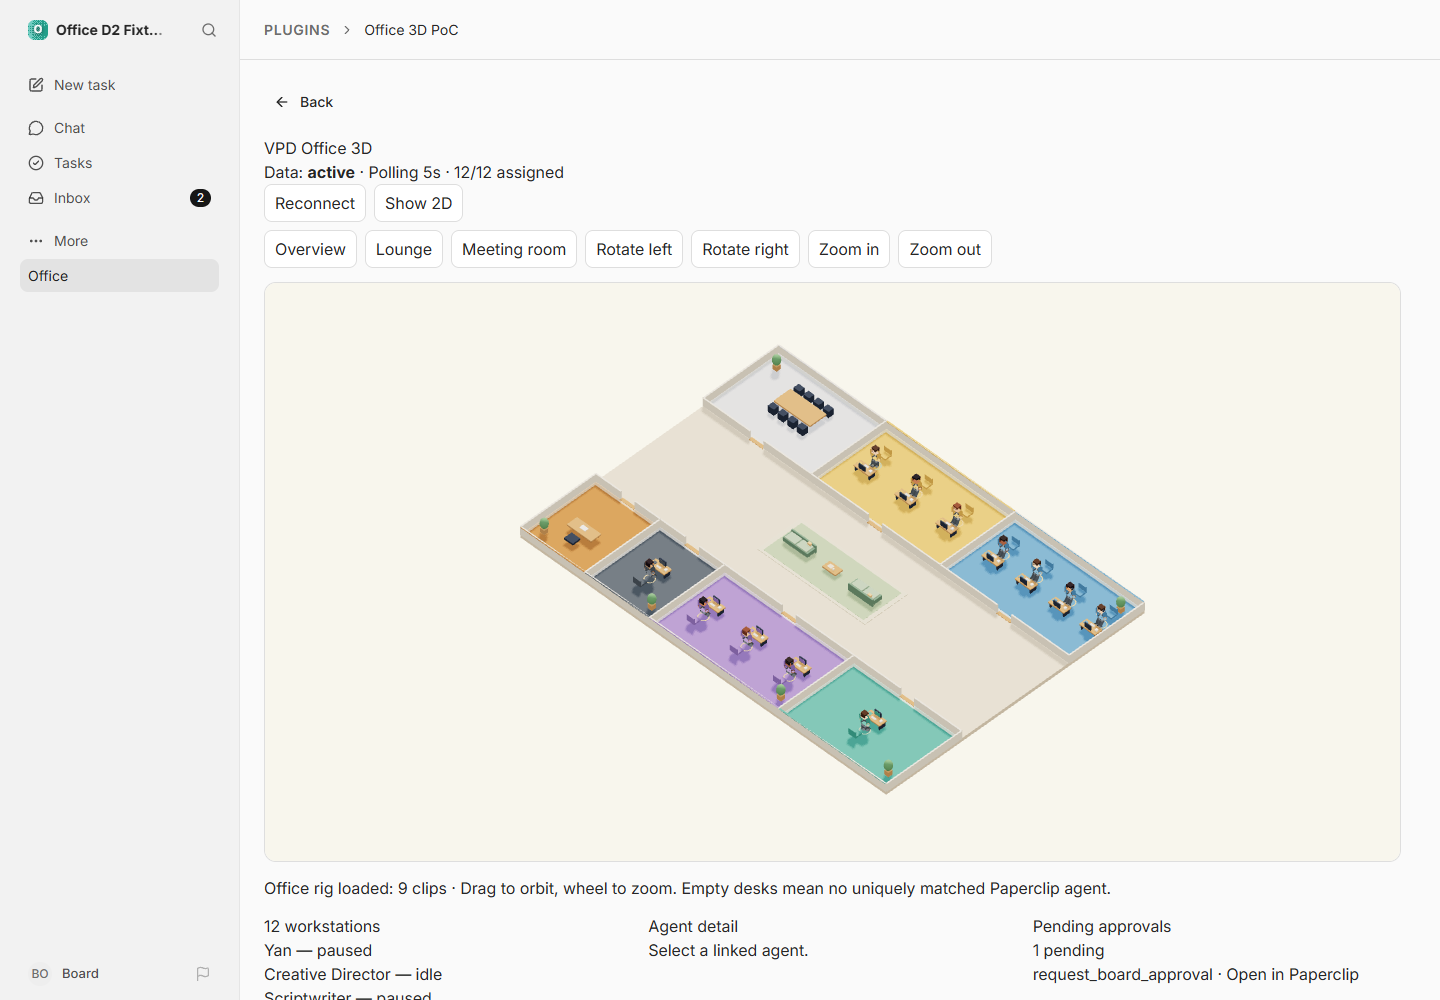 Office D2 Fixt...
New task
Chat
Tasks
Inbox 2
More
Office
BO Board
PLUGINS > Office 3D PoC
Back
VPD Office 3D
Data: active · Polling 5s · 12/12 assigned
Reconnect Show 2D
Overview Lounge Meeting room Rotate left Rotate right Zoom in Zoom out
Office rig loaded: 9 clips · Drag to orbit, wheel to zoom. Empty desks mean no uniquely matched Paperclip agent.
12 workstations
Yan — paused
Creative Director — idle
Scriptwriter — paused
Agent detail
Select a linked agent.
Pending approvals
1 pending
request_board_approval · Open in Paperclip